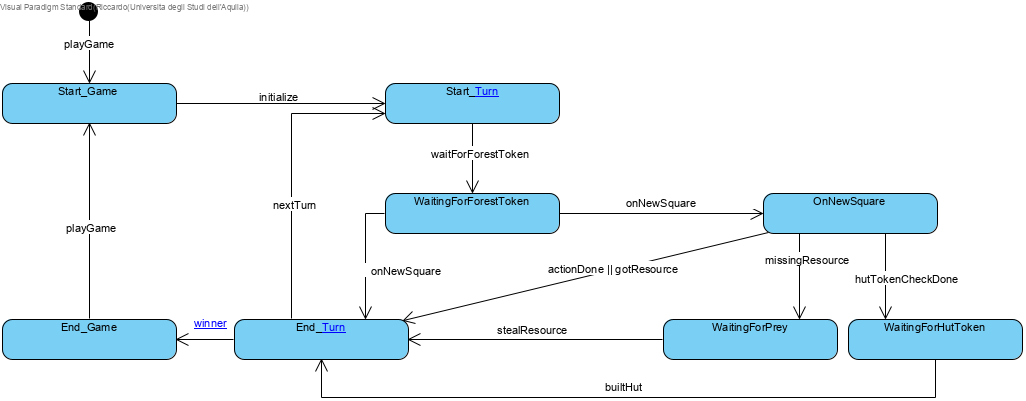 Visual Paradigm Standard(Riccardo(Universita degli Studi dell'Aquila))
playGame
Start_Game
initialize
Start_Turn
waitForForestToken
WaitingForForestToken
onNewSquare
OnNewSquare
nextTurn
playGame
onNewSquare
actionDone || gotResource
missingResource
hutTokenCheckDone
End_Game
winner
End_Turn
stealResource
WaitingForPrey
WaitingForHutToken
builtHut